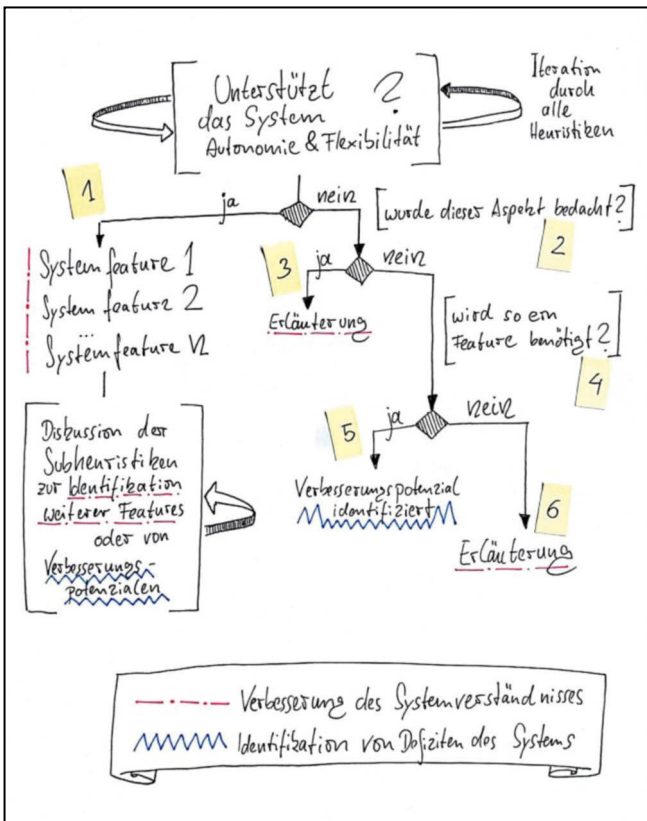 Unterstützt
das System
Autonomie & Flexibilität
?
Iteration
durch
alle
Heuristiken
1
ja
nein
[wurde dieser Aspekt bedacht?]
2
System feature 1
System feature 2
...
Systemfeature n
3
ja
nein
Erläuterung
[wird so ein
Feature benötigt?]
4
Diskussion der
Subheuristiken
zur Identifikation
weiterer Features
oder von
Verbesserungs-
potenzialen
5
ja
nein
Verbesserungspotenzial
identifiziert
6
Erläuterung
Verbesserung des Systemverständnisses
Identifikation von Defiziten des Systems